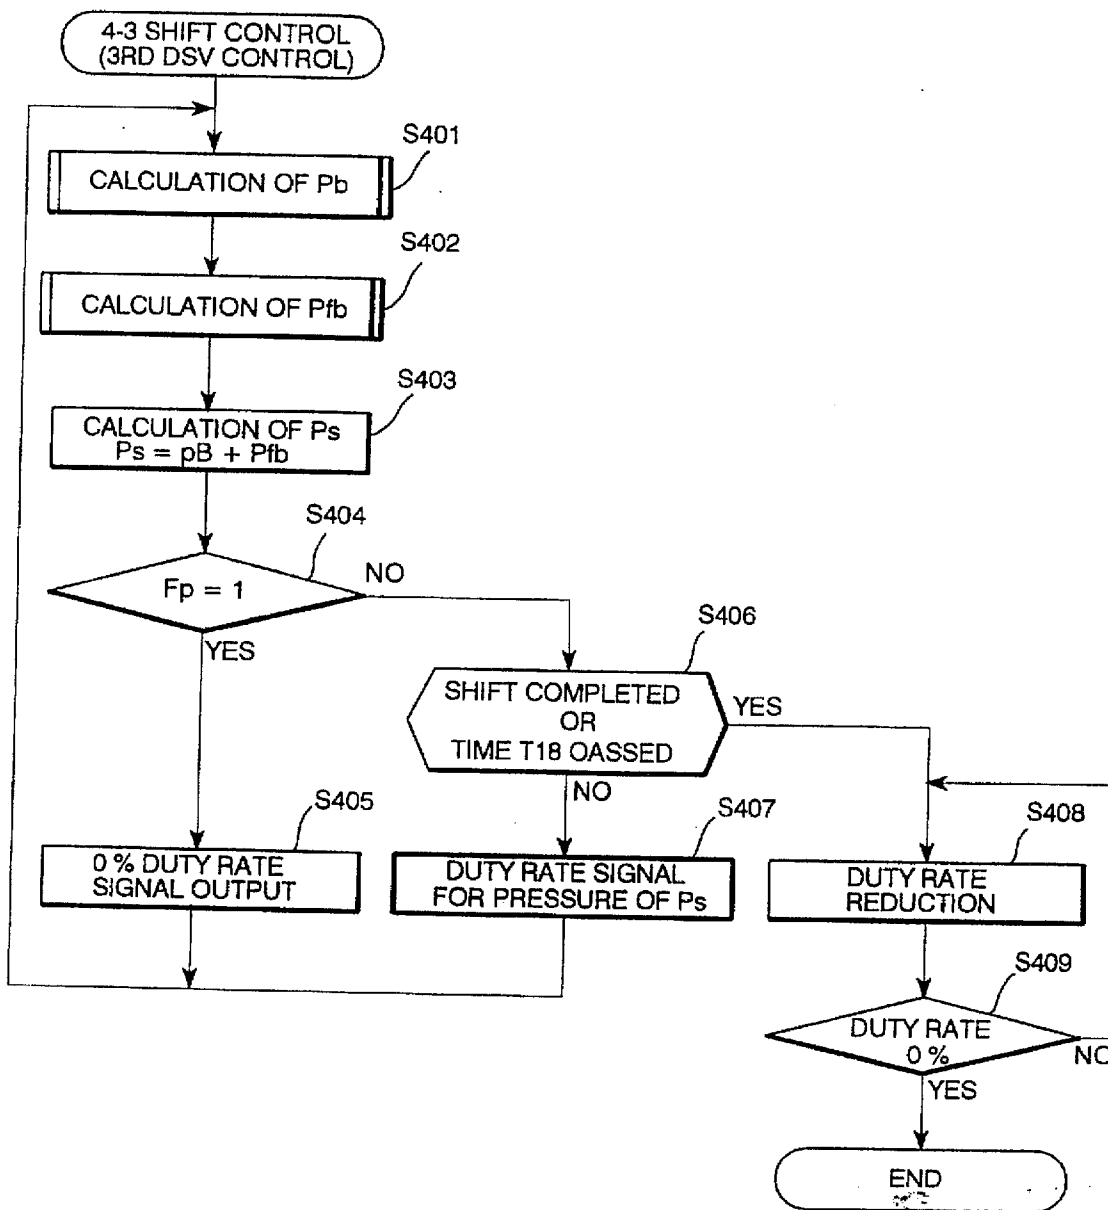 4-3 SHIFT CONTROL
(3RD DSV CONTROL)
S401
CALCULATION OF Pb
S402
CALCULATION OF Pfb
S403
CALCULATION OF Ps
Ps = pB + Pfb
S404
Fp = 1
NO
YES
S406
SHIFT COMPLETED
OR
TIME T18 OASSED
YES
NO
S405
0 % DUTY RATE
SIGNAL OUTPUT
S407
DUTY RATE SIGNAL
FOR PRESSURE OF Ps
S408
DUTY RATE
REDUCTION
S409
DUTY RATE
0 %
NO
YES
END